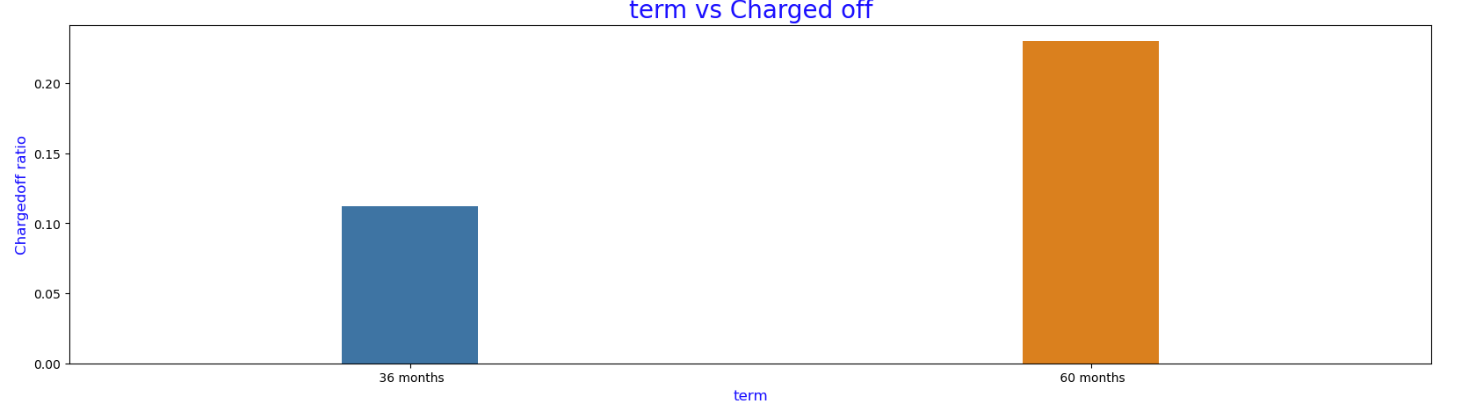 term vs Charged off
Chargedoff ratio
0.20
0.15
0.10
0.05
0.00
36 months
60 months
term